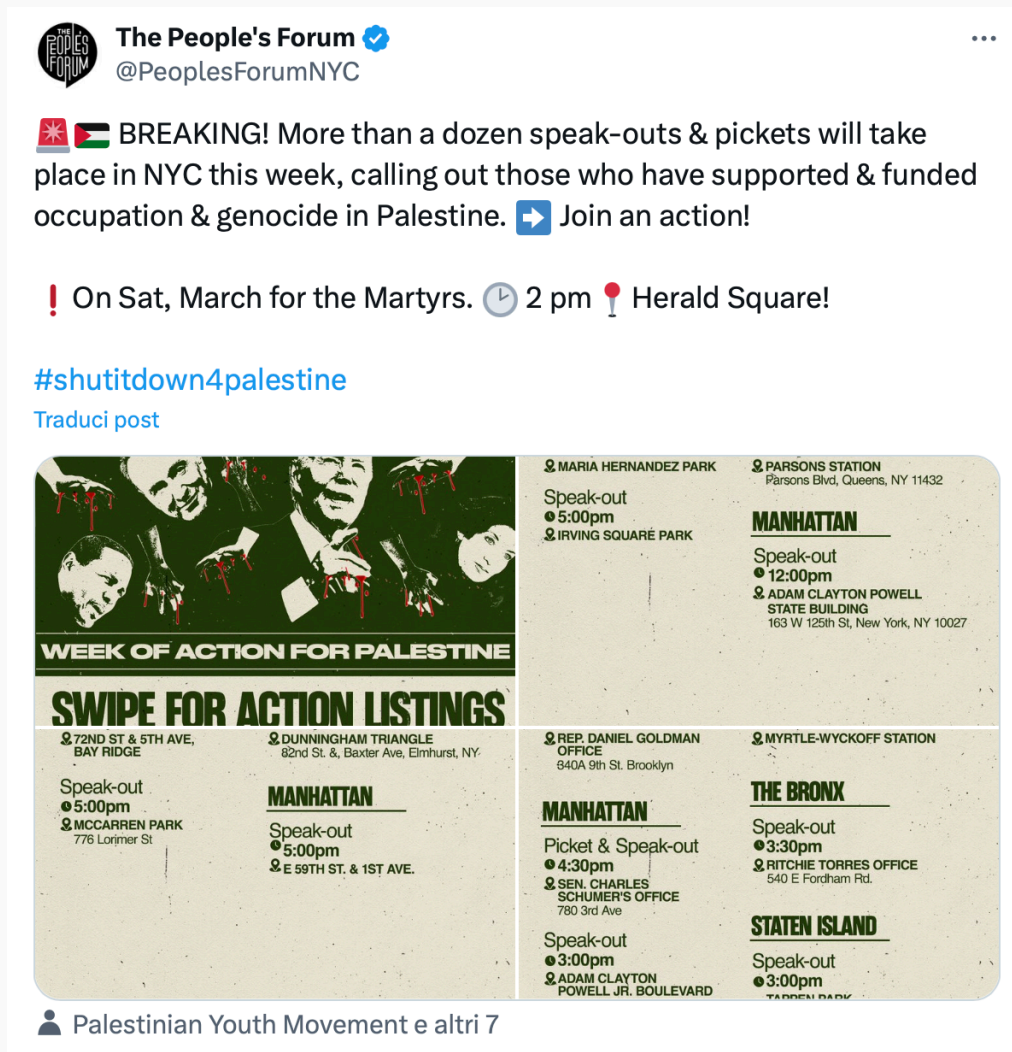 THE PEOPLE'S FORUM
The People's Forum
@PeoplesForumNYC
🚨🇵🇸 BREAKING! More than a dozen speak-outs & pickets will take
place in NYC this week, calling out those who have supported & funded
occupation & genocide in Palestine. ➡️ Join an action!
❗ On Sat, March for the Martyrs. 🕑 2 pm 📍 Herald Square!
#shutitdown4palestine
Traduci post
WEEK OF ACTION FOR PALESTINE
SWIPE FOR ACTION LISTINGS
MARIA HERNANDEZ PARK
Speak-out
5:00pm
IRVING SQUARE PARK
PARSONS STATION
Parsons Blvd, Queens, NY 11432
MANHATTAN
Speak-out
12:00pm
ADAM CLAYTON POWELL
STATE BUILDING
163 W 125th St, New York, NY 10027
72ND ST & 5TH AVE,
BAY RIDGE
Speak-out
5:00pm
MCCARREN PARK
776 Lorimer St
DUNNINGHAM TRIANGLE
82nd St. &, Baxter Ave, Elmhurst, NY
MANHATTAN
Speak-out
5:00pm
E 59TH ST. & 1ST AVE.
REP. DANIEL GOLDMAN
OFFICE
340A 9th St. Brooklyn
MANHATTAN
Picket & Speak-out
4:30pm
SEN. CHARLES
SCHUMER'S OFFICE
780 3rd Ave
Speak-out
3:00pm
ADAM CLAYTON
POWELL JR. BOULEVARD
MYRTLE-WYCKOFF STATION
THE BRONX
Speak-out
3:30pm
RITCHIE TORRES OFFICE
540 E Fordham Rd.
STATEN ISLAND
Speak-out
3:00pm
TAPPEN PARK
Palestinian Youth Movement e altri 7